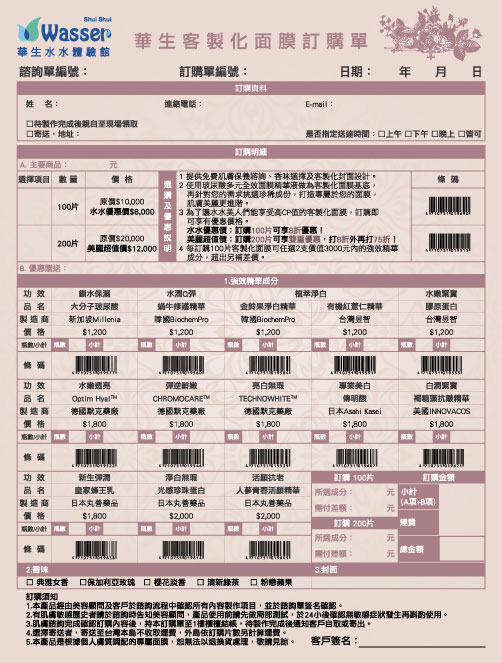 Shui Shui
Wasser
華生水水體驗館
華生客製化面膜訂購單
諮詢單編號： 訂購單編號： 日期： 年 月 日
訂購資料
姓 名： 連絡電話： E-mail：
□待製作完成後親自至現場領取
□寄送，地址： 是否指定送達時間：□上午 □下午 □晚上 □皆可
訂購明細
A. 主要商品： 元
選擇項目 數量 價格 選購及優惠說明 條碼
1 提供免費肌膚諮詢、香味選擇及客製化封面設計。
2 使用玻尿酸多元全效面膜精華液做為客製化面膜基底，
再針對您的需求挑選珍稀成份，打造專屬於您的面膜，
肌膚美麗更進階。
100片 原價$10,000
水水優惠價$8,000
3 為了讓水水美人們能享受高CP值的客製化面膜，訂購即
可享有優惠價格。
水水優惠價：訂購100片可享8折優惠！
美麗超值價：訂購200片可享雙重優惠，打8折外再打75折！
200片 原價$20,000
美麗超值價$12,000
4 每訂購100片客製化面膜可任選2支價值3000元內的強效精華
成分，超出另補差價。
B. 優惠贈送：
1.強效精華成分
功效 鎖水保濕 水潤Q彈 植萃淨白 水嫩緊實
品名 大分子玻尿酸 蝸牛修護精華 金鈴果淨白精華 有機紅薏仁精華 膠原蛋白
製造商 新加坡Millenia 韓國BiochemPro 韓國BiochemPro 台灣昱智 台灣昱智
價格 $1,200 $1,200 $1,200 $1,200 $1,200
瓶數/小計 瓶數 小計 瓶數 小計 瓶數 小計 瓶數 小計 瓶數 小計
條碼
功效 水嫩透亮 彈逆齡嫩 亮白無瑕 專業美白 白潤緊實
品名 Optim Hyal™ CHROMOCARE™ TECHNOWHITE™ 傳明酸 褐藻抗皺精華
製造商 德國默克藥廠 德國默克藥廠 德國默克藥廠 日本Asahi Kasei 美國INNOVACOS
價格 $1,800 $1,800 $1,800 $1,800 $1,800
瓶數/小計 瓶數 小計 瓶數 小計 瓶數 小計 瓶數 小計 瓶數 小計
條碼
功效 新生彈潤 淨白無瑕 活顏抗老 訂購 100片 訂購金額
品名 皇家蜂王乳 光感珍珠蛋白 人參青春活顏精華 所選成分： 元 小計
(A項+B項)
製造商 日本丸善藥品 日本丸善藥品 日本丸善藥品 需付差額： 元
價格 $1,800 $2,000 $2,000 訂購 200片 運費
瓶數/小計 瓶數 小計 瓶數 小計 瓶數 小計 所選成分： 元
條碼 需付差額： 元 總金額
2.香味 3.封面
□ 典雅女香 □保加利亞玫瑰 □ 櫻花淡香 □ 清新綠茶 □ 粉戀蘋果
訂購須知
1.本產品經由美容顧問及客戶於諮詢流程中確認所有內容製作項目，並於諮詢單簽名確認。
2.有肌膚敏感歷史者請於諮詢時告知美容顧問，產品使用前請先做局部測試，於24小後確認無敏感症狀發生再斟酌使用。
3.肌膚諮詢完成確認訂購內容後，持本訂購單至1樓櫃檯結帳，待製作完成後通知客戶自取或寄出。
4.選擇寄送者，寄送至台灣本島不收取運費，外島依訂購片數另計算運費。
5.本產品是根據個人膚質調配的專屬面膜，恕無法以退換貨處理，敬請見諒。 客戶簽名：